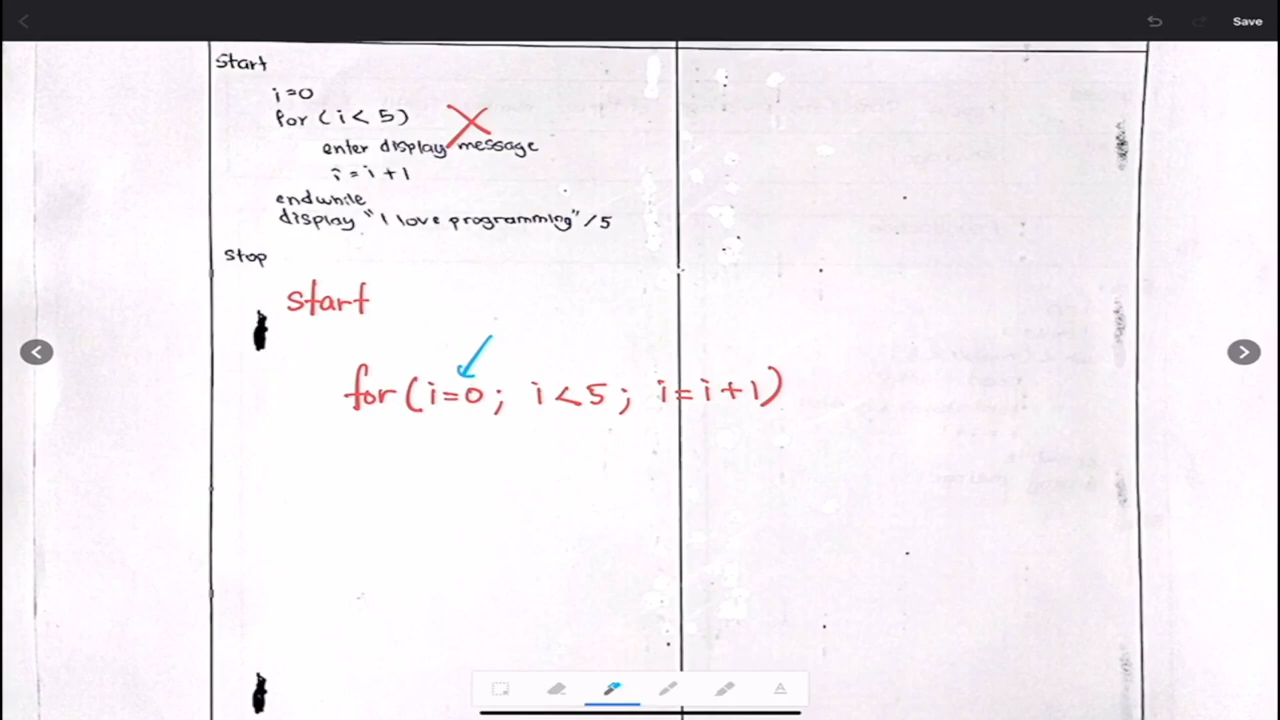 Save
Start
i=0
for (i < 5)
enter display message
i = i + 1
endwhile
display "I love programming" / 5
Stop
start
for(i=0; i<5; i=i+1)
A